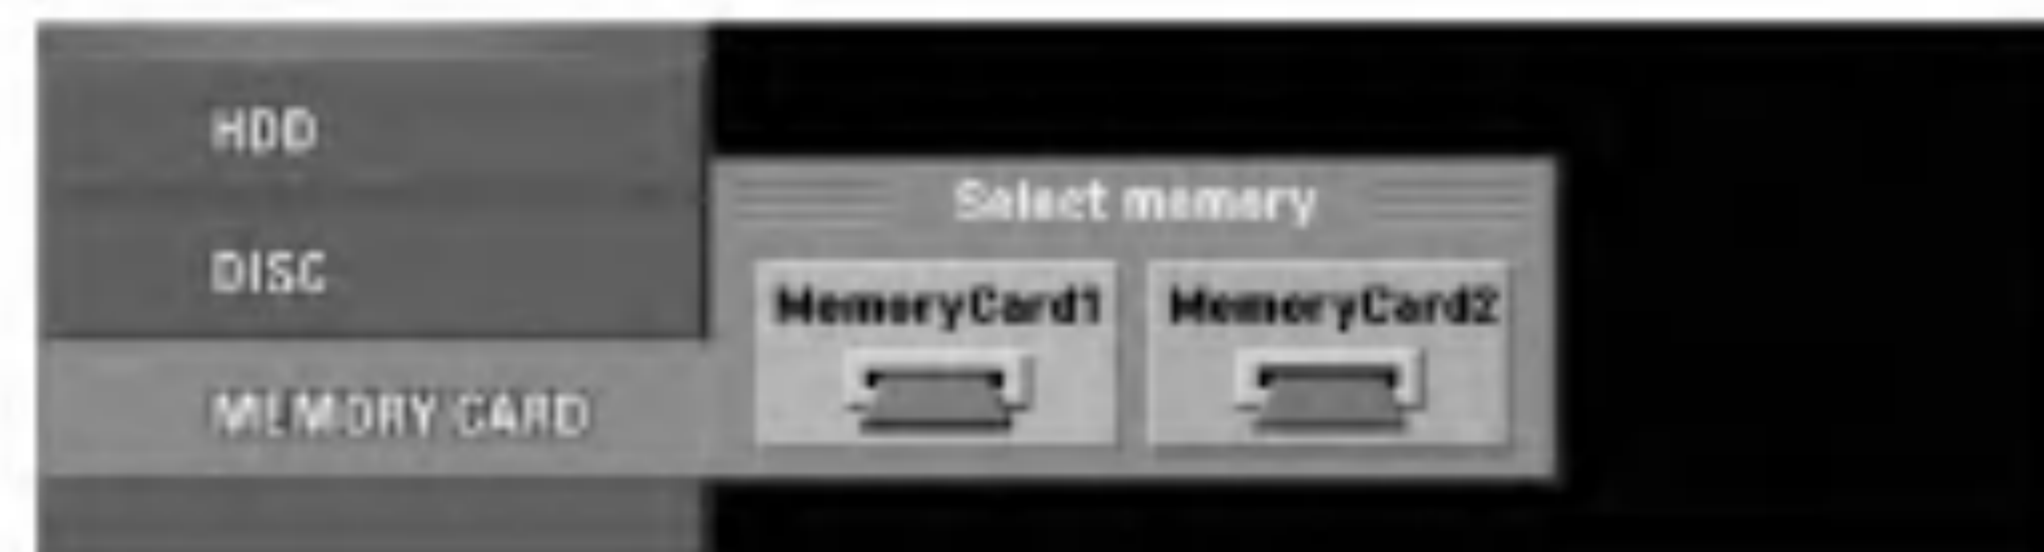 HDD
DISC
MEMORY CARD
Select memory
MemoryCard1
MemoryCard2